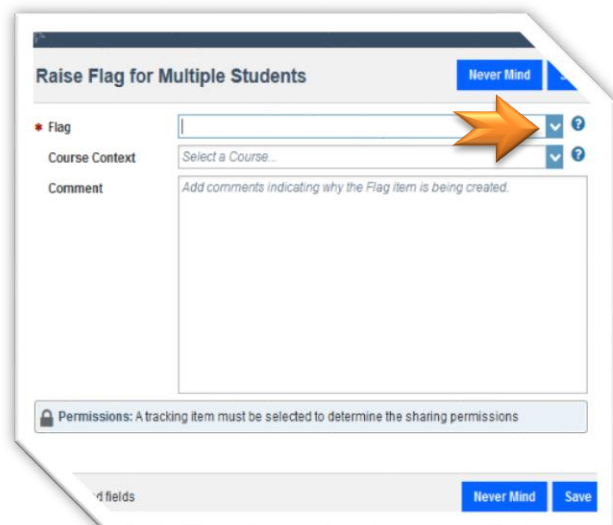 Raise Flag for Multiple Students
Never Mind
* Flag
?
Course Context
Select a Course...
?
Comment
Add comments indicating why the Flag item is being created.
Permissions: A tracking item must be selected to determine the sharing permissions
fields
Never Mind
Save